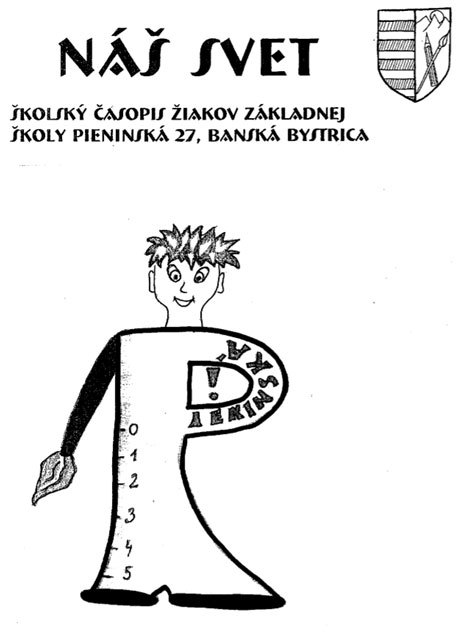 NÁŠ SVET
ŠKOLSKÝ ČASOPIS ŽIAKOV ZÁKLADNEJ
ŠKOLY PIENINSKÁ 27, BANSKÁ BYSTRICA
PIENINSKÁ
!
0
1
2
3
4
5